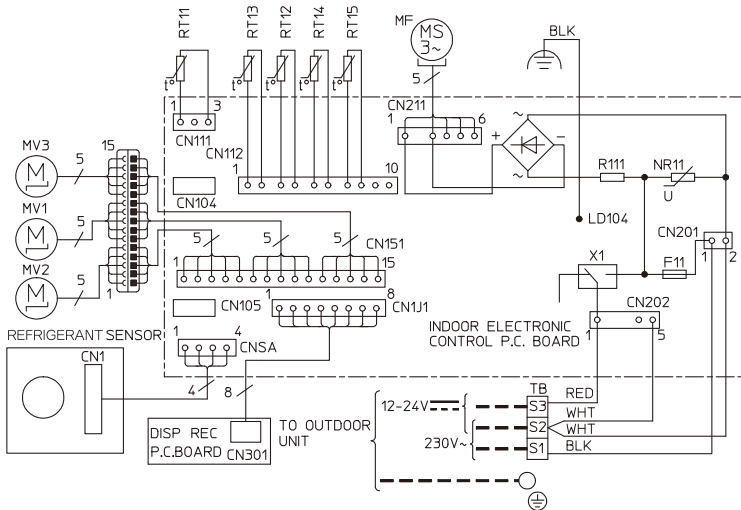 RT11
RT13
RT12
RT14
RT15
t°
t°
t°
t°
t°
MF
MS
3~
5
BLK
1
3
CN111
CN112
1
10
CN211
1
6
~
+
−
~
R111
NR11
U
LD104
CN201
1
2
MV3
M
5
15
MV1
M
5
MV2
M
5
1
CN104
5
5
5
CN151
1
15
X1
F11
CN105
1
8
CN1J1
CN202
1
5
INDOOR ELECTRONIC
CONTROL P.C. BOARD
REFRIGERANT SENSOR
CN1
1
4
CNSA
4
8
DISP REC
P.C.BOARD
CN301
TO OUTDOOR
UNIT
12-24V
230V~
TB
S3
S2
S1
RED
WHT
WHT
BLK